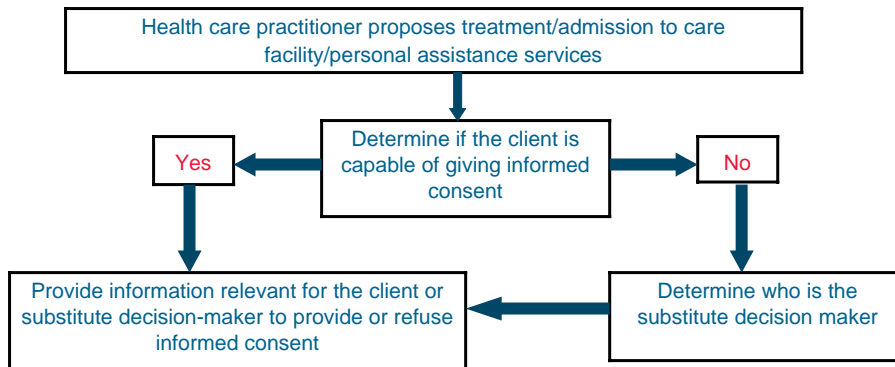 Health care practitioner proposes treatment/admission to care
facility/personal assistance services
Determine if the client is
capable of giving informed
consent
Yes
No
Provide information relevant for the client or
substitute decision-maker to provide or refuse
informed consent
Determine who is the
substitute decision maker